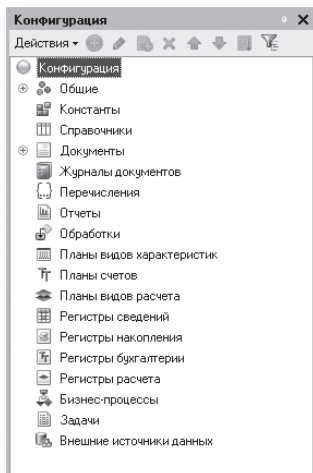 Конфигурация
Действия
Конфигурация
Общие
Константы
Справочники
Документы
Журналы документов
Перечисления
Отчеты
Обработки
Планы видов характеристик
Планы счетов
Планы видов расчета
Регистры сведений
Регистры накопления
Регистры бухгалтерии
Регистры расчета
Бизнес-процессы
Задачи
Внешние источники данных